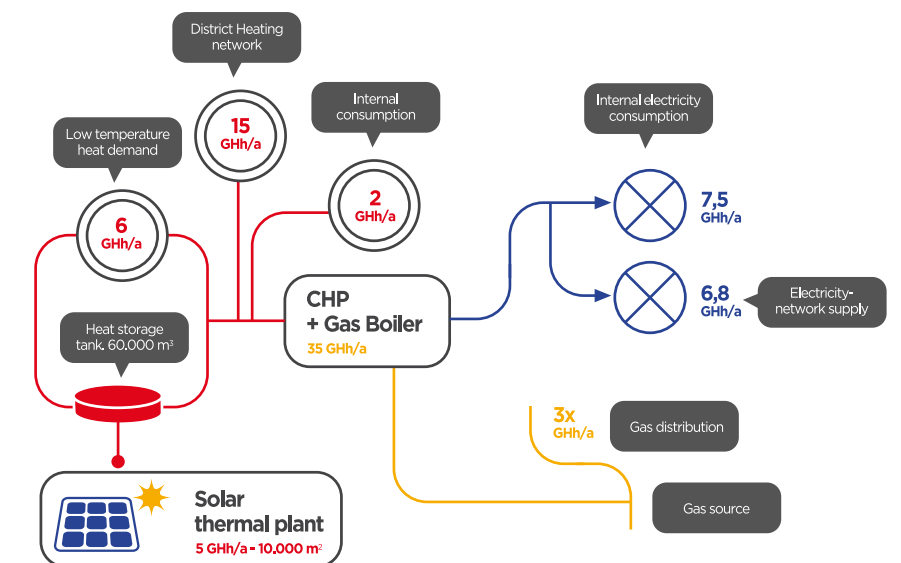 District Heating
network
15
GHh/a
Internal
consumption
2
GHh/a
Low temperature
heat demand
6
GHh/a
Internal electricity
consumption
7,5
GHh/a
6,8
GHh/a
Electricity-
network supply
CHP
+ Gas Boiler
35 GHh/a
Heat storage
tank. 60.000 m³
3x
GHh/a
Gas distribution
Gas source
Solar
thermal plant
5 GHh/a - 10.000 m²